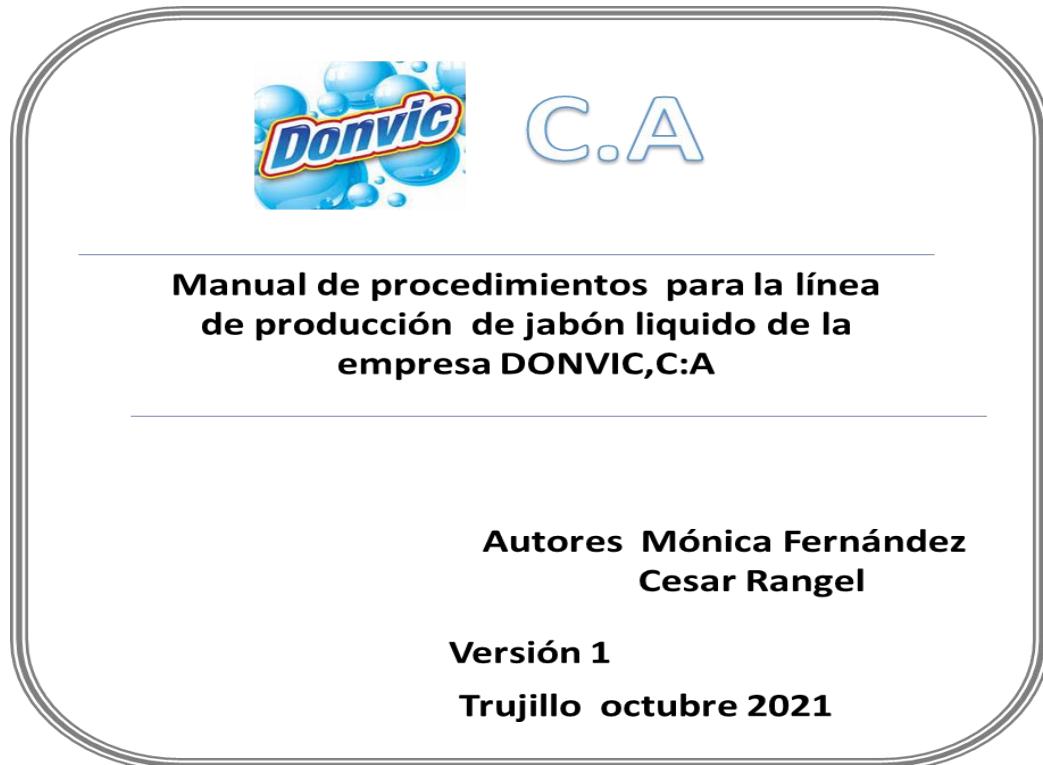 Donvic C.A
Manual de procedimientos para la línea
de producción de jabón liquido de la
empresa DONVIC,C:A
Autores Mónica Fernández
Cesar Rangel
Versión 1
Trujillo octubre 2021